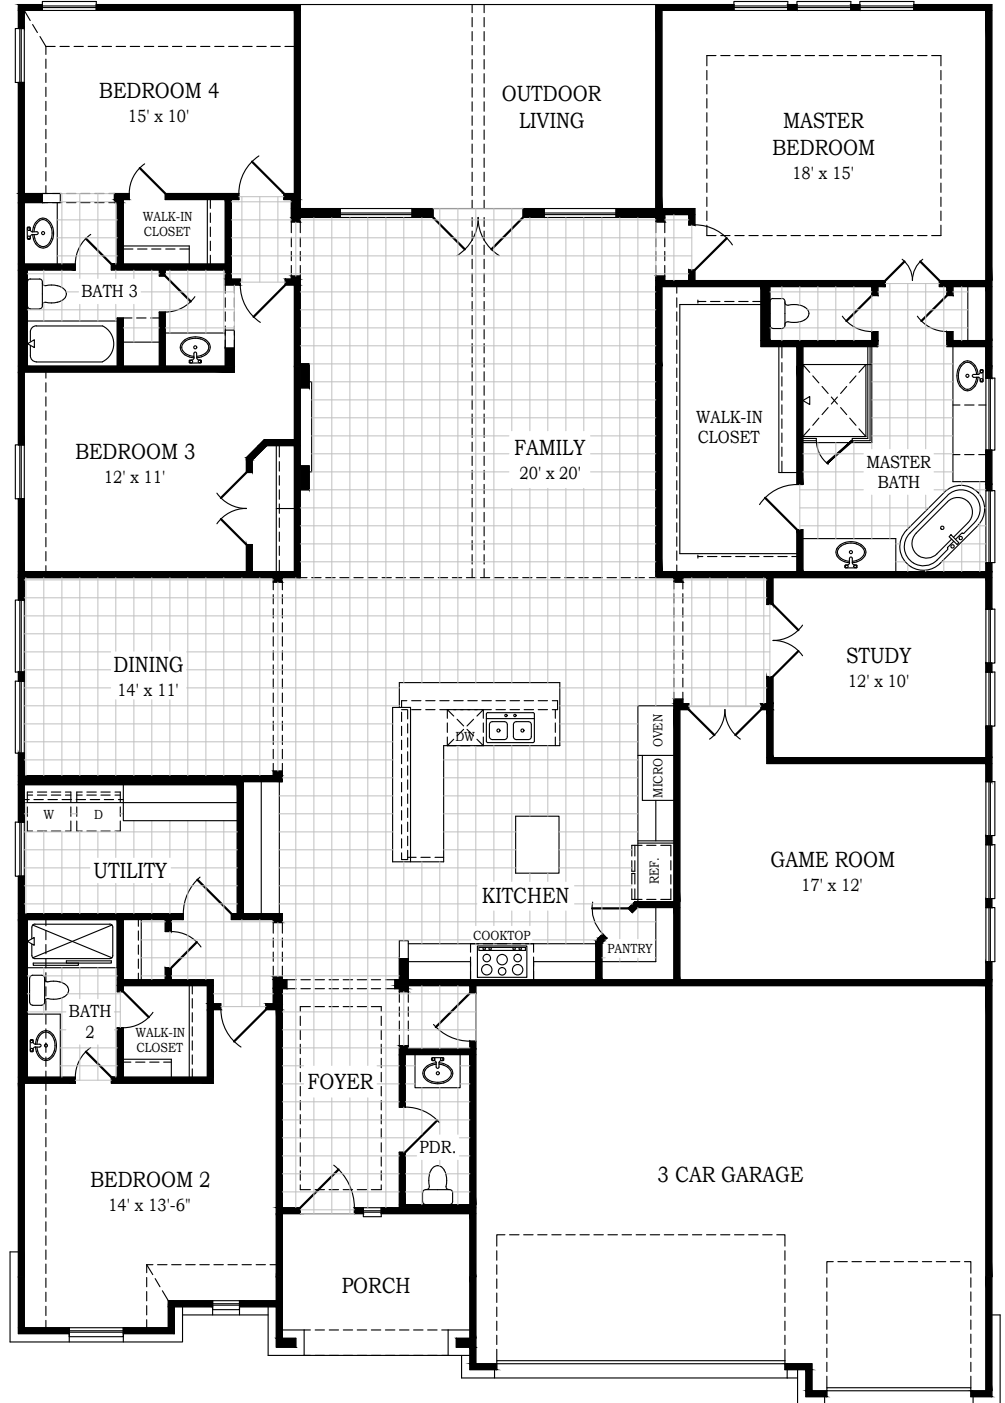 BEDROOM 4
15' x 10'
OUTDOOR
LIVING
MASTER
BEDROOM
18' x 15'
WALK-IN
CLOSET
BATH 3
BEDROOM 3
12' x 11'
FAMILY
20' x 20'
WALK-IN
CLOSET
MASTER
BATH
DINING
14' x 11'
STUDY
12' x 10'
DW
OVEN
MICRO
W
D
UTILITY
GAME ROOM
17' x 12'
REF.
KITCHEN
COOKTOP
PANTRY
BATH
2
WALK-IN
CLOSET
FOYER
PDR.
BEDROOM 2
14' x 13'-6"
3 CAR GARAGE
PORCH